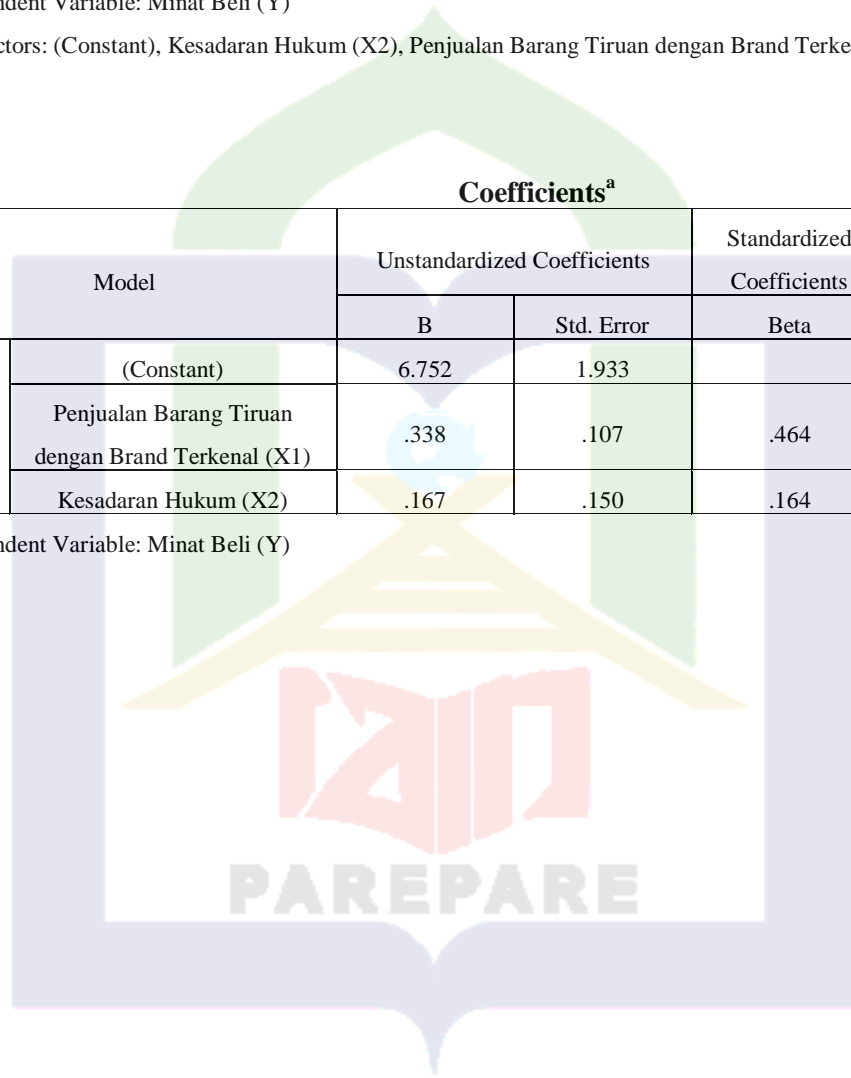 ndent Variable: Minat Beli (Y)
ctors: (Constant), Kesadaran Hukum (X2), Penjualan Barang Tiruan dengan Brand Terke
Coefficientsa
Model
Unstandardized Coefficients
Standardized
Coefficients
B Std. Error Beta
(Constant) 6.752 1.933
Penjualan Barang Tiruan
dengan Brand Terkenal (X1)
.338 .107 .464
Kesadaran Hukum (X2) .167 .150 .164
ndent Variable: Minat Beli (Y)
PAREPARE